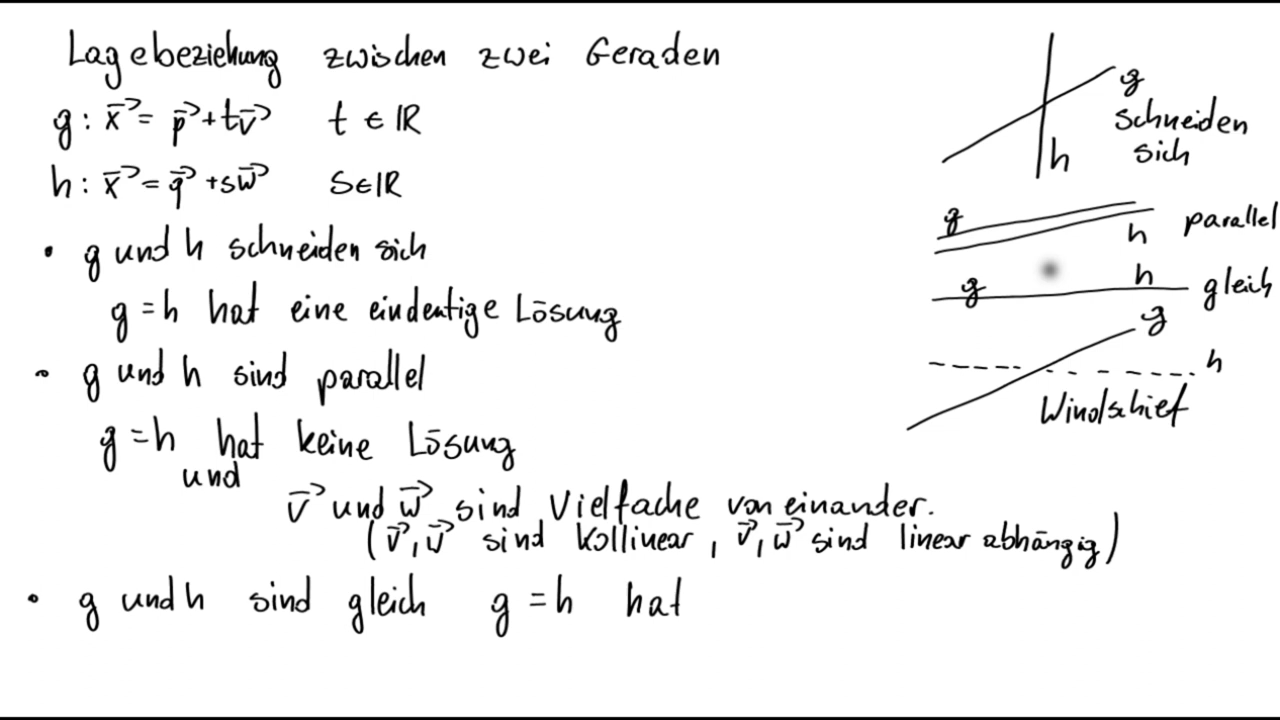 Lagebeziehung zwischen zwei Geraden
g : x⃗ = p⃗ + tv⃗ t ∈ ℝ
h : x⃗ = q⃗ + sw⃗ s ∈ ℝ
• g und h schneiden sich
g = h hat eine eindeutige Lösung
• g und h sind parallel
g = h hat keine Lösung
und
v⃗ und w⃗ sind Vielfache voneinander.
(v⃗, w⃗ sind kollinear, v⃗, w⃗ sind linear abhängig)
• g und h sind gleich g = h hat
g
schneiden
sich
h
g
parallel
h
g
h
gleich
g
h
Windschief